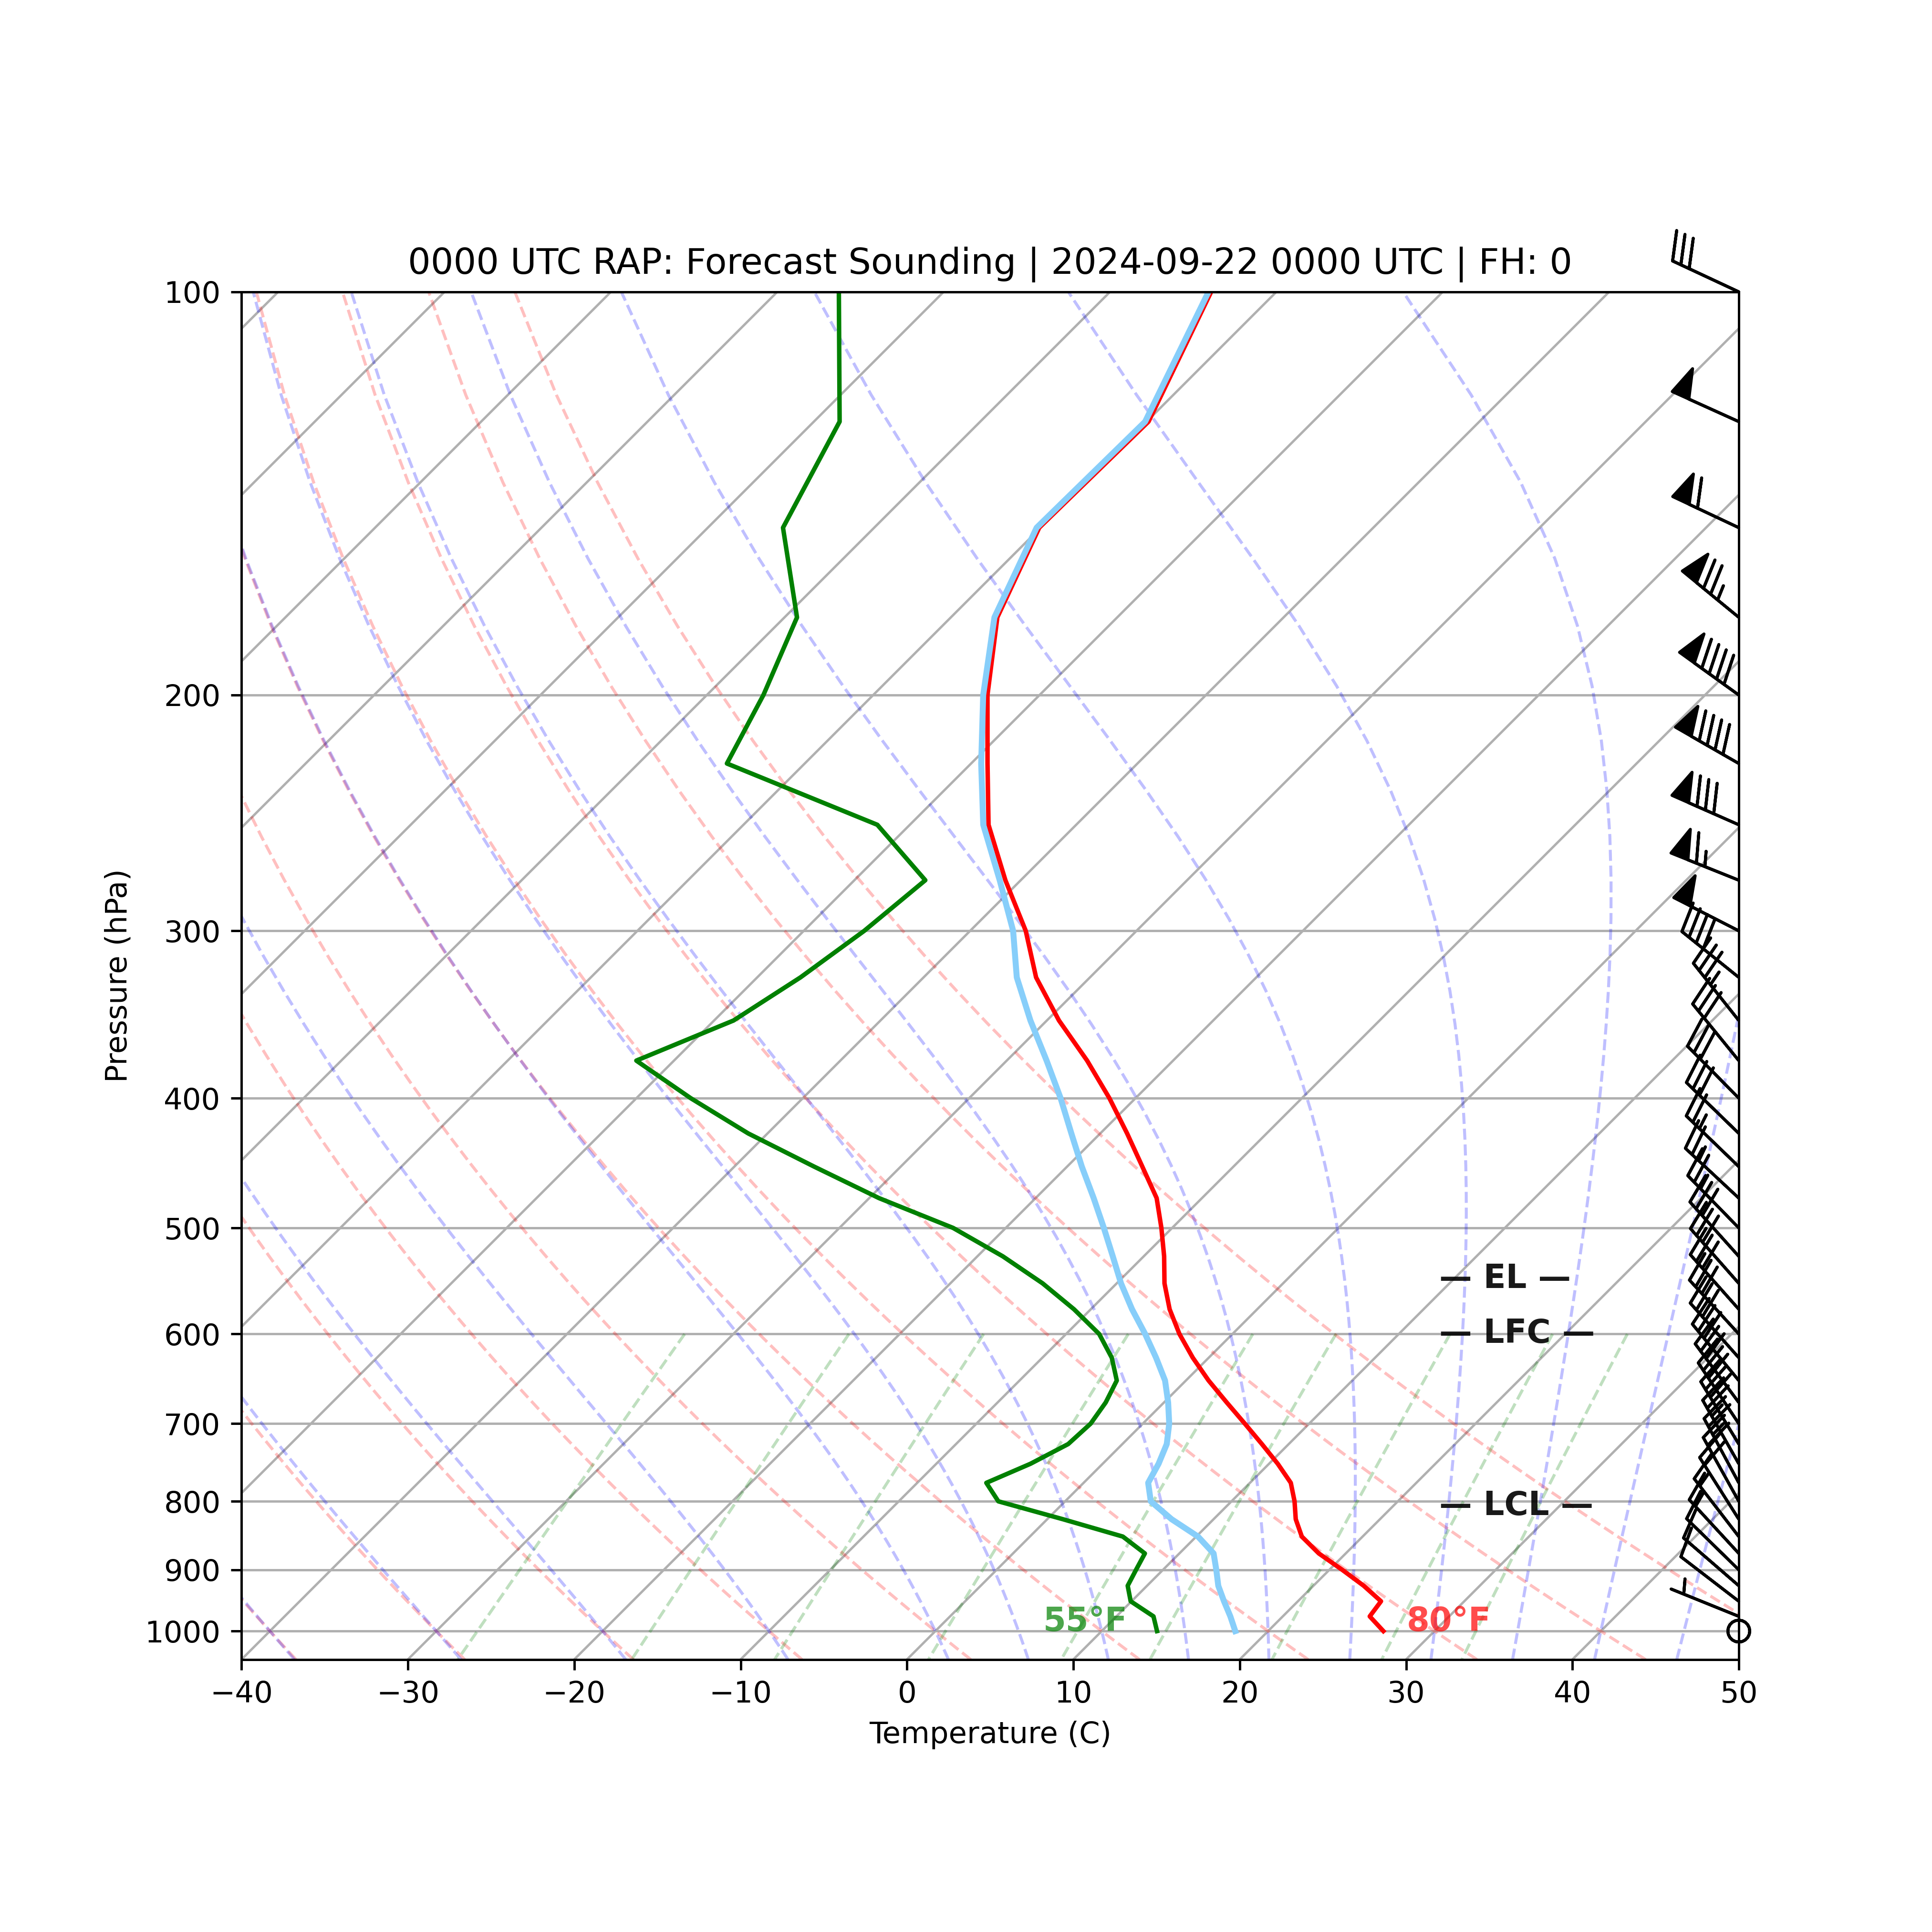 0000 UTC RAP: Forecast Sounding | 2024-09-22 0000 UTC | FH: 0
100
200
300
400
500
600
700
800
900
1000
Pressure (hPa)
— EL —
— LFC —
— LCL —
55°F
80°F
−40 −30 −20 −10 0 10 20 30 40 50
Temperature (C)